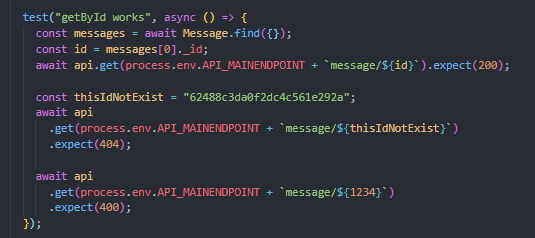 test("getById works", async () => {
  const messages = await Message.find({});
  const id = messages[0]._id;
  await api.get(process.env.API_MAINENDPOINT + `message/${id}`).expect(200);

  const thisIdNotExist = "62488c3da0f2dc4c561e292a";
  await api
    .get(process.env.API_MAINENDPOINT + `message/${thisIdNotExist}`)
    .expect(404);

  await api
    .get(process.env.API_MAINENDPOINT + `message/${1234}`)
    .expect(400);
});